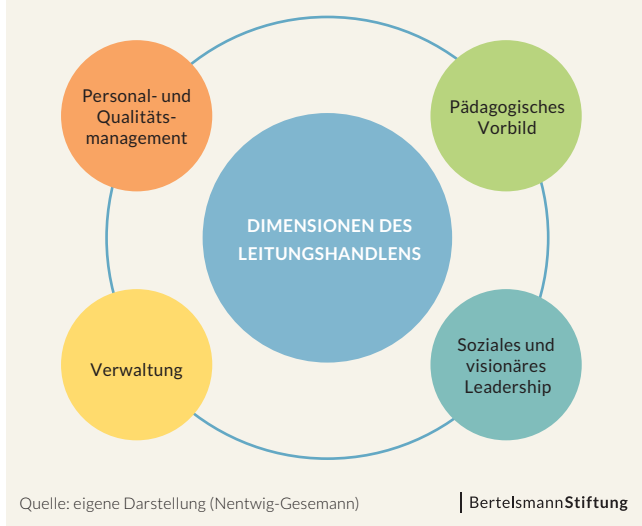 Personal- und
Qualitäts-
management
Pädagogisches
Vorbild
DIMENSIONEN DES
LEITUNGSHANDLENS
Verwaltung
Soziales und
visionäres
Leadership
Quelle: eigene Darstellung (Nentwig-Gesemann)
BertelsmannStiftung